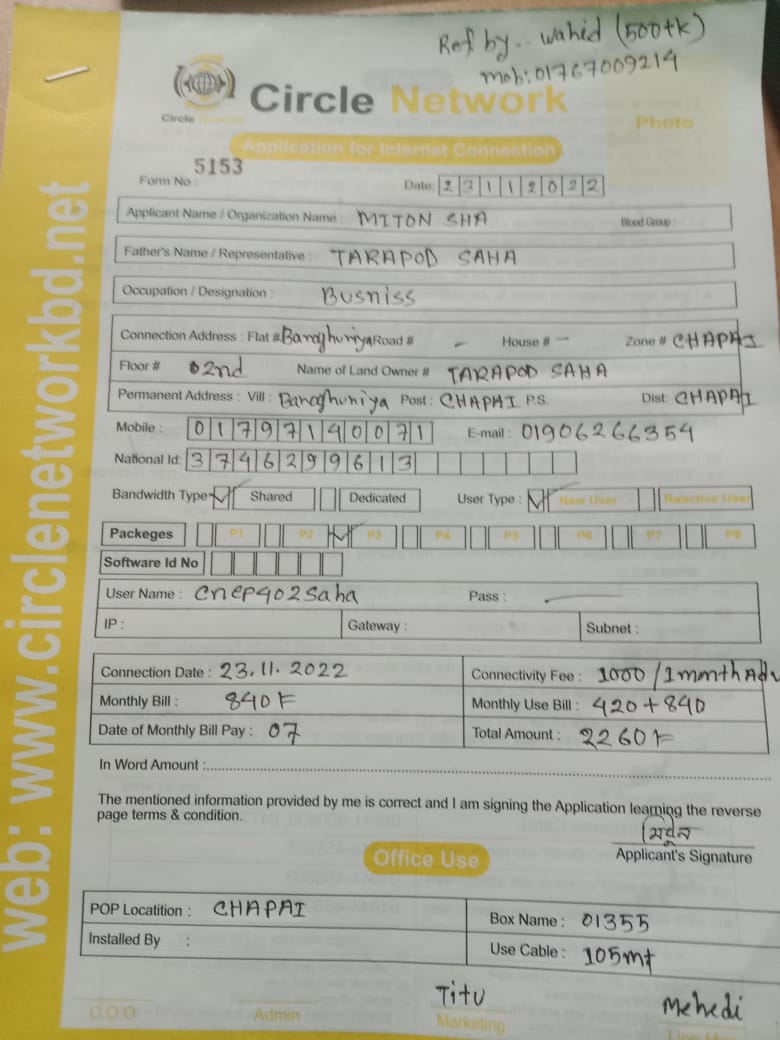 Ref by.. Wahid (500tk)
mob: 01767009214
Circle Network
Circle Network
Photo
Application for Internet Connection
5153
Form No :
Date: 23112022
Applicant Name / Organization Name : MITON SHA Blood Group :
Father's Name / Representative : TARAPOD SAHA
Occupation / Designation : Busniss
Connection Address : Flat # Baroghuriya Road # - House # - Zone # CHAPAI
Floor # 02nd Name of Land Owner # TARAPOD SAHA
Permanent Address : Vill : Baroghuniya Post : CHAPAI P.S. Dist: CHAPAI
Mobile : 01797140071 E-mail : 01906266354
National Id: 3746299613
Bandwidth Type Shared Dedicated User Type : New User Reactive User
Packeges P1 P2 P3 P4 P5 P6 P7 P8
Software Id No
User Name : cnep402saha Pass :
IP : Gateway : Subnet :
Connection Date : 23.11.2022 Connectivity Fee : 1000/1month Adv
Monthly Bill : 840৳ Monthly Use Bill : 420+840
Date of Monthly Bill Pay : 07 Total Amount : 2260৳
In Word Amount :
The mentioned information provided by me is correct and I am signing the Application learning the reverse
page terms & condition.
Applicant's Signature
Office Use
POP Locatition : CHAPAI Box Name : 01355
Installed By : Use Cable : 105mt
Titu Mehedi
C.O.O Admin Marketing Line Man
web: www.circlenetworkbd.net